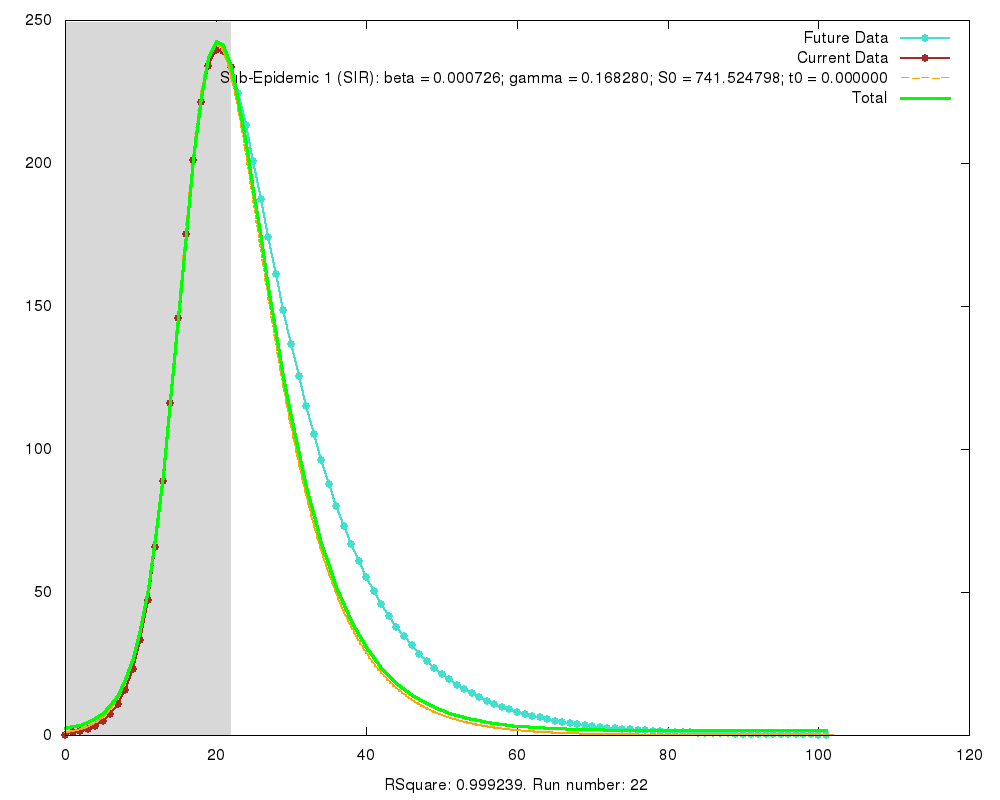 250
200
150
100
50
0
0 20 40 60 80 100 120
Future Data
Current Data
Sub-Epidemic 1 (SIR): beta = 0.000726; gamma = 0.168280; S0 = 741.524798; t0 = 0.000000
Total
RSquare: 0.999239. Run number: 22